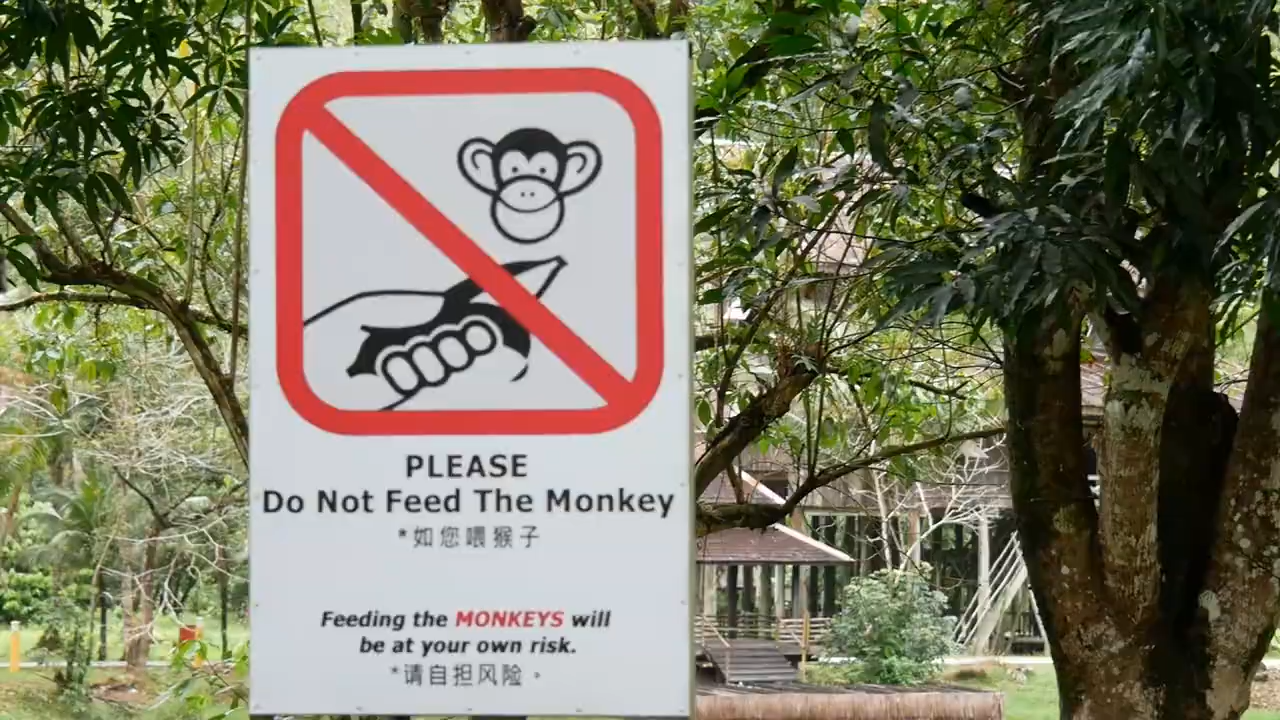 PLEASE
Do Not Feed The Monkey
*如您喂猴子
Feeding the MONKEYS will
be at your own risk.
*请自担风险。